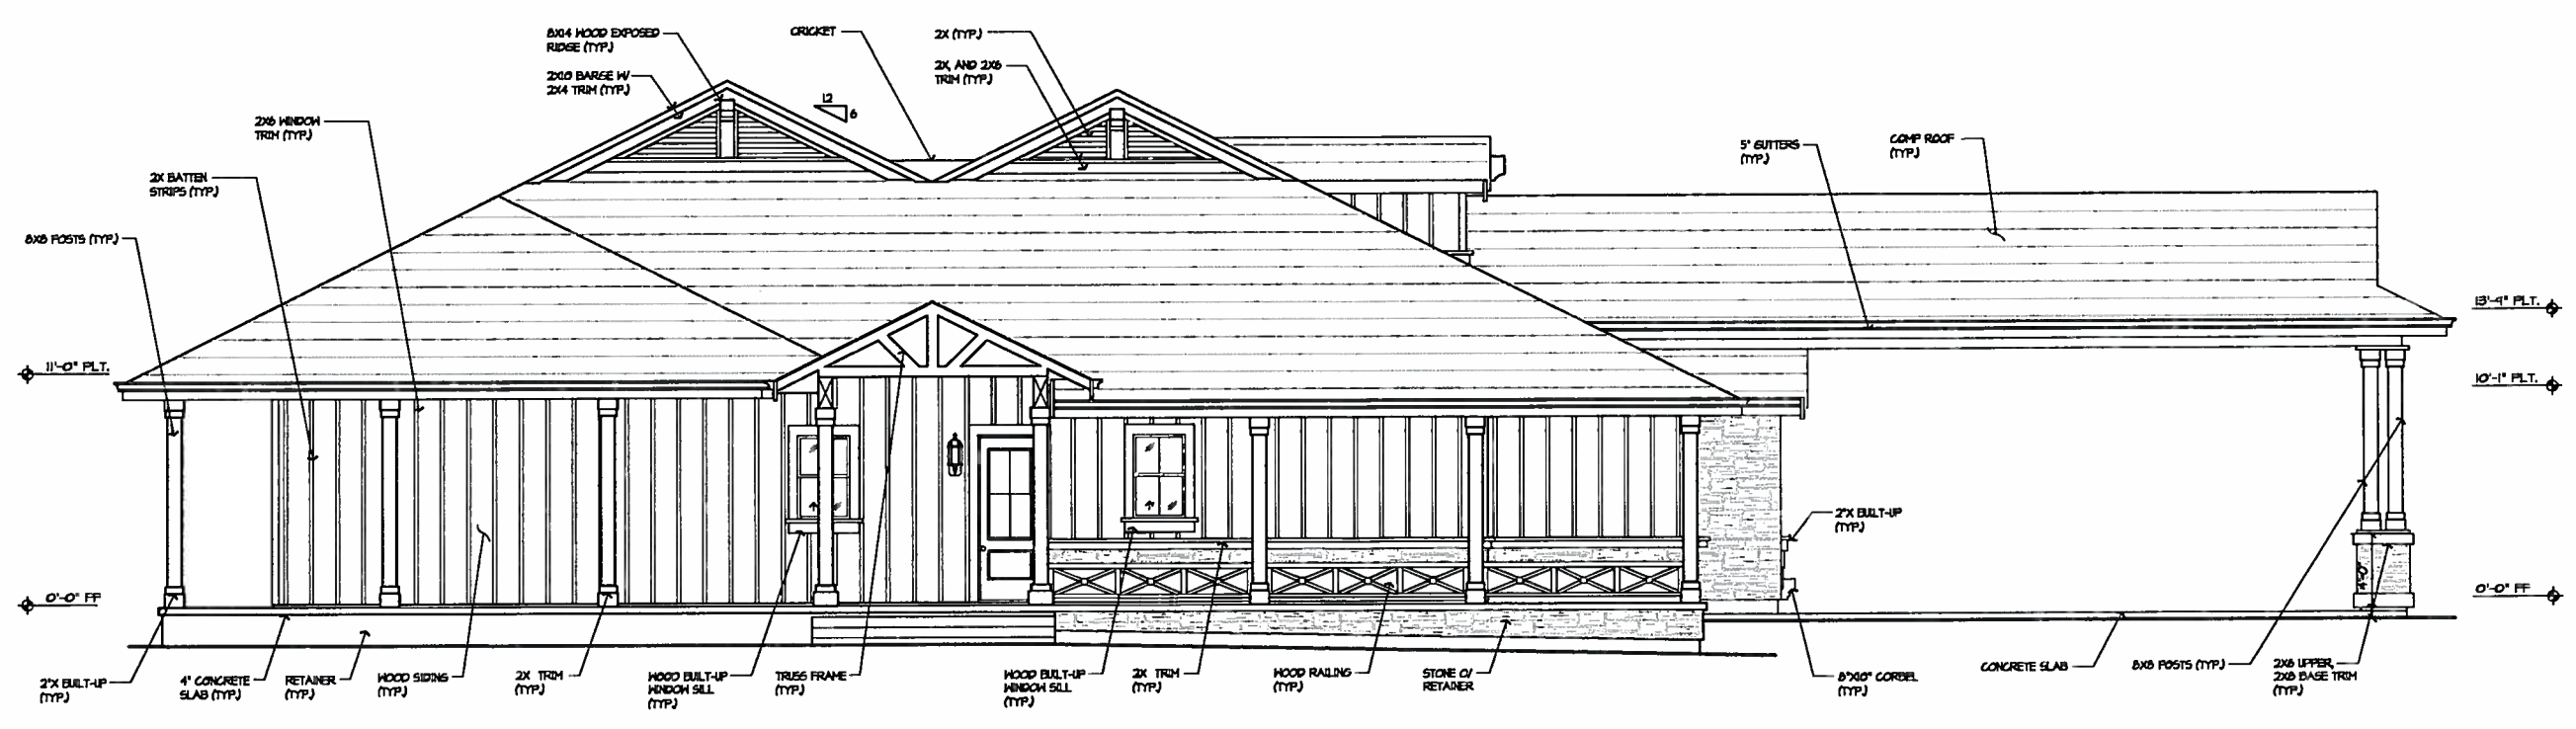 8X14 WOOD EXPOSED
RIDGE (TYP.)
2X10 BARGE W/
2X4 TRIM (TYP.)
CRICKET
2X (TYP.)
2X, AND 2X6
TRIM (TYP.)
12
6
2X6 WINDOW
TRIM (TYP.)
2X BATTEN
STRIPS (TYP.)
8X8 POSTS (TYP.)
5" GUTTERS
(TYP.)
COMP ROOF
(TYP.)
11'-0" PLT.
0'-0" FF
13'-9" PLT.
10'-1" PLT.
0'-0" FF
2"X BUILT-UP
(TYP.)
4'-0"
2"X BUILT-UP
(TYP.)
4" CONCRETE
SLAB (TYP.)
RETAINER
(TYP.)
WOOD SIDING
(TYP.)
2X TRIM
(TYP.)
WOOD BUILT-UP
WINDOW SILL
(TYP.)
TRUSS FRAME
(TYP.)
WOOD BUILT-UP
WINDOW SILL
(TYP.)
2X TRIM
(TYP.)
WOOD RAILING
(TYP.)
STONE O/
RETAINER
8"X10" CORBEL
(TYP.)
CONCRETE SLAB
8X8 POSTS (TYP.)
2X6 UPPER,
2X8 BASE TRIM
(TYP.)